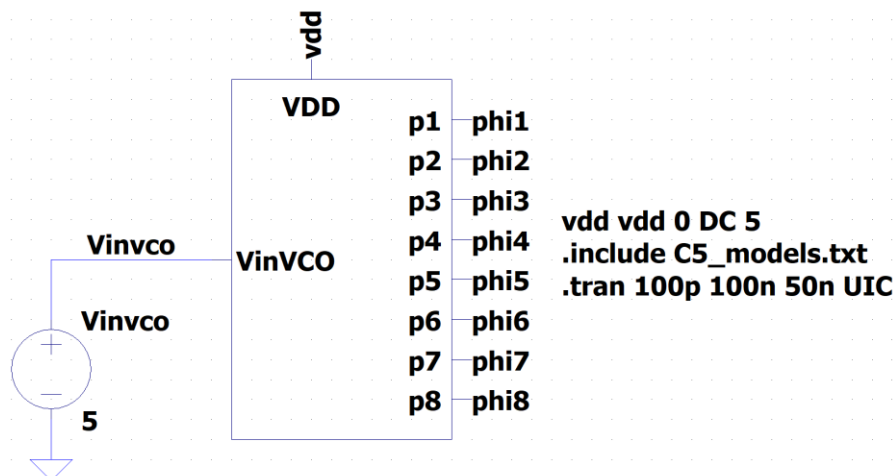 vdd
VDD
p1 phi1
p2 phi2
p3 phi3
p4 phi4
p5 phi5
p6 phi6
p7 phi7
p8 phi8
Vinvco
VinVCO
Vinvco
5
vdd vdd 0 DC 5
.include C5_models.txt
.tran 100p 100n 50n UIC